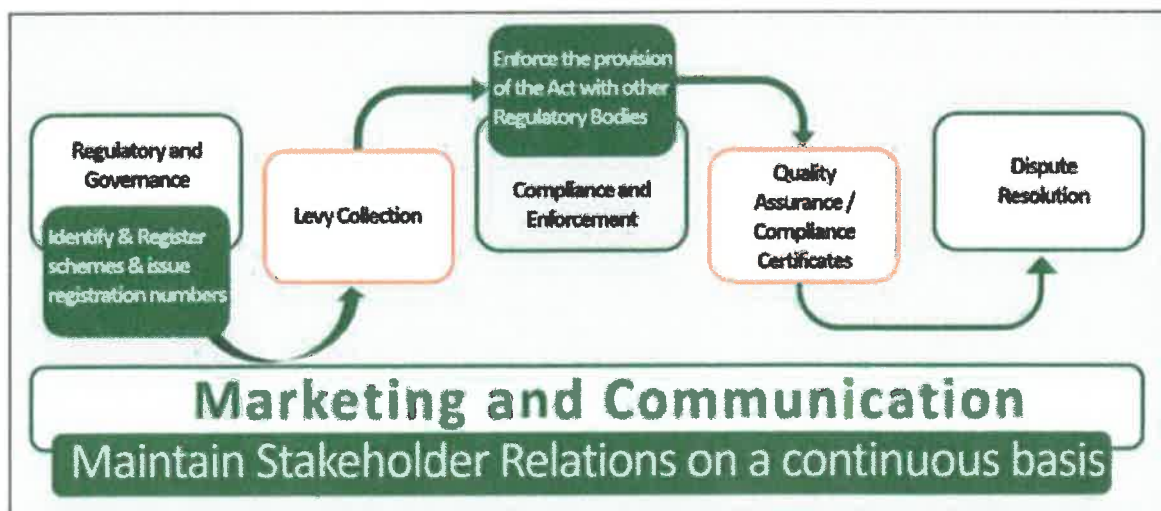 Regulatory and
Governance
Identify & Register
schemes & issue
registration numbers
Levy Collection
Enforce the provision
of the Act with other
Regulatory Bodies
Compliance and
Enforcement
Quality
Assurance /
Compliance
Certificates
Dispute
Resolution
Marketing and Communication
Maintain Stakeholder Relations on a continuous basis